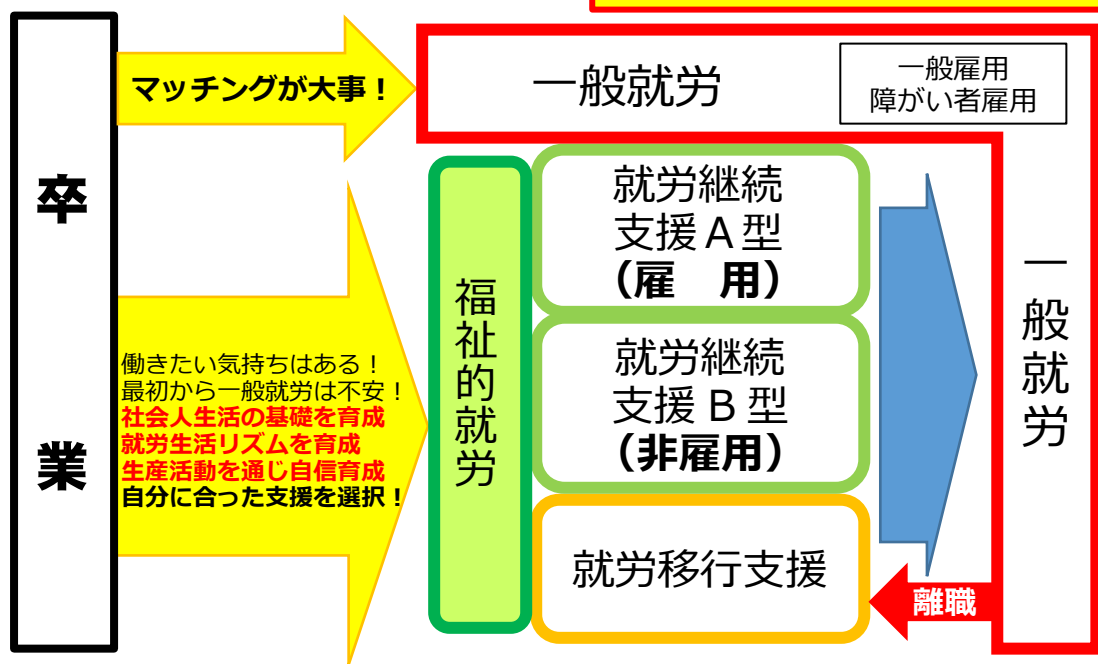 卒業
マッチングが大事！
一般就労
一般雇用
障がい者雇用
働きたい気持ちはある！
最初から一般就労は不安！
社会人生活の基礎を育成
就労生活リズムを育成
生産活動を通じ自信育成
自分に合った支援を選択！
福祉的就労
就労継続
支援Ａ型
（雇　用）
就労継続
支援Ｂ型
（非雇用）
就労移行支援
一般就労
離職